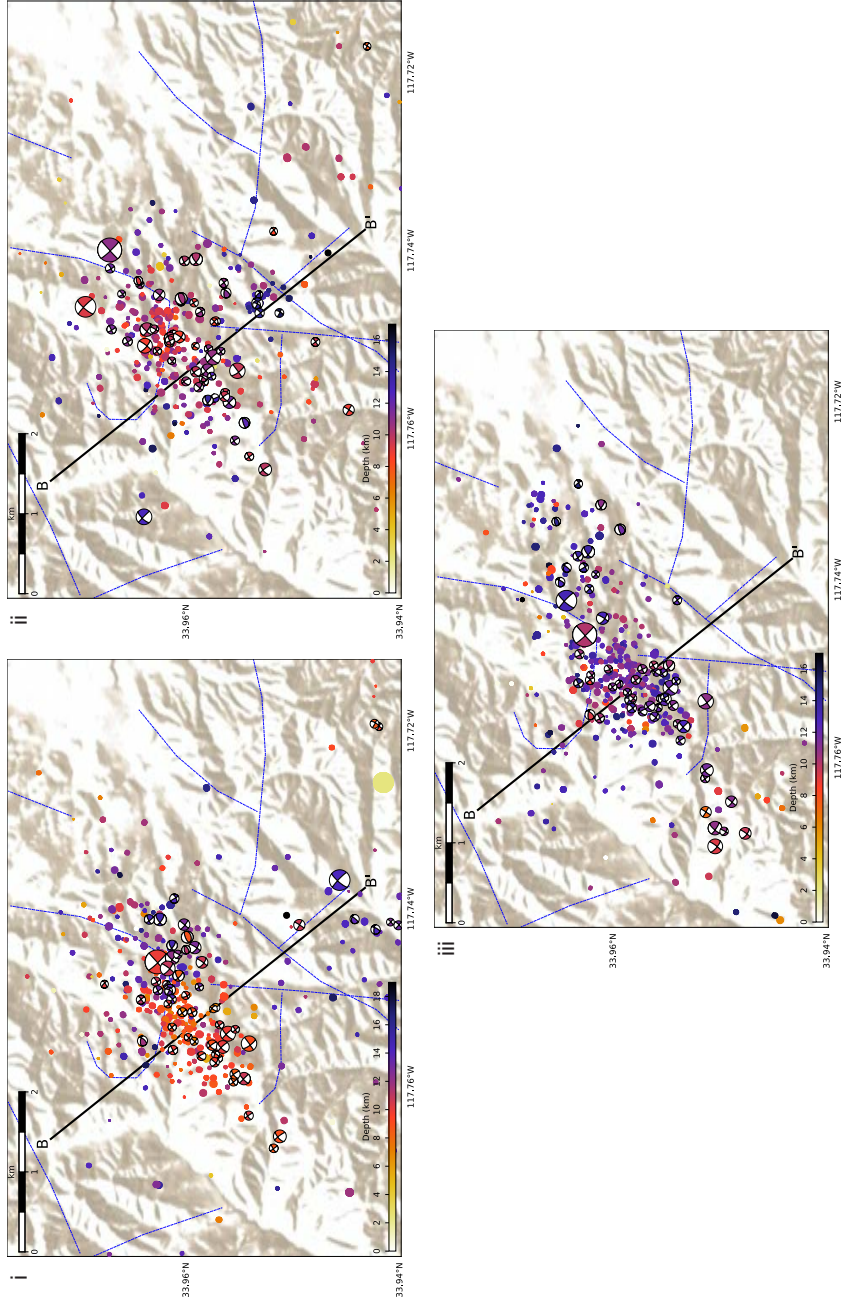 ii
km
0 1 2
B
B'
Depth (km)
0 2 4 6 8 10 12 14 16
33.96°N
33.94°N
117.76°W
117.74°W
117.72°W
i
km
0 1 2
B
B'
Depth (km)
0 2 4 6 8 10 12 14 16 18
33.96°N
33.94°N
117.76°W
117.74°W
117.72°W
iii
km
0 1 2
B
B'
Depth (km)
0 2 4 6 8 10 12 14 16
33.96°N
33.94°N
117.76°W
117.74°W
117.72°W